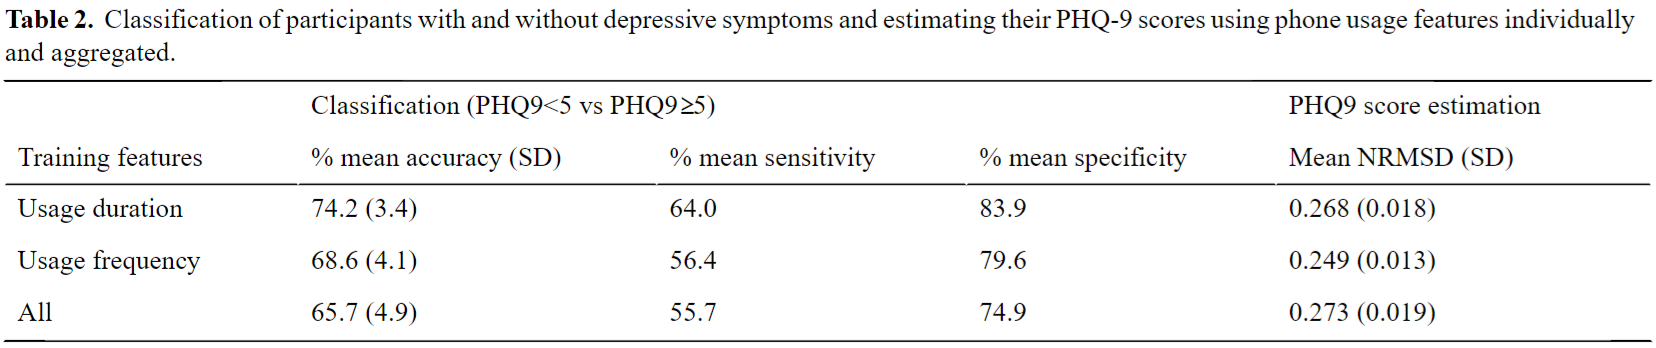 Table 2. Classification of participants with and without depressive symptoms and estimating their PHQ-9 scores using phone usage features individually
and aggregated.
Classification (PHQ9<5 vs PHQ9≥5) PHQ9 score estimation
Training features % mean accuracy (SD) % mean sensitivity % mean specificity Mean NRMSD (SD)
Usage duration 74.2 (3.4) 64.0 83.9 0.268 (0.018)
Usage frequency 68.6 (4.1) 56.4 79.6 0.249 (0.013)
All 65.7 (4.9) 55.7 74.9 0.273 (0.019)